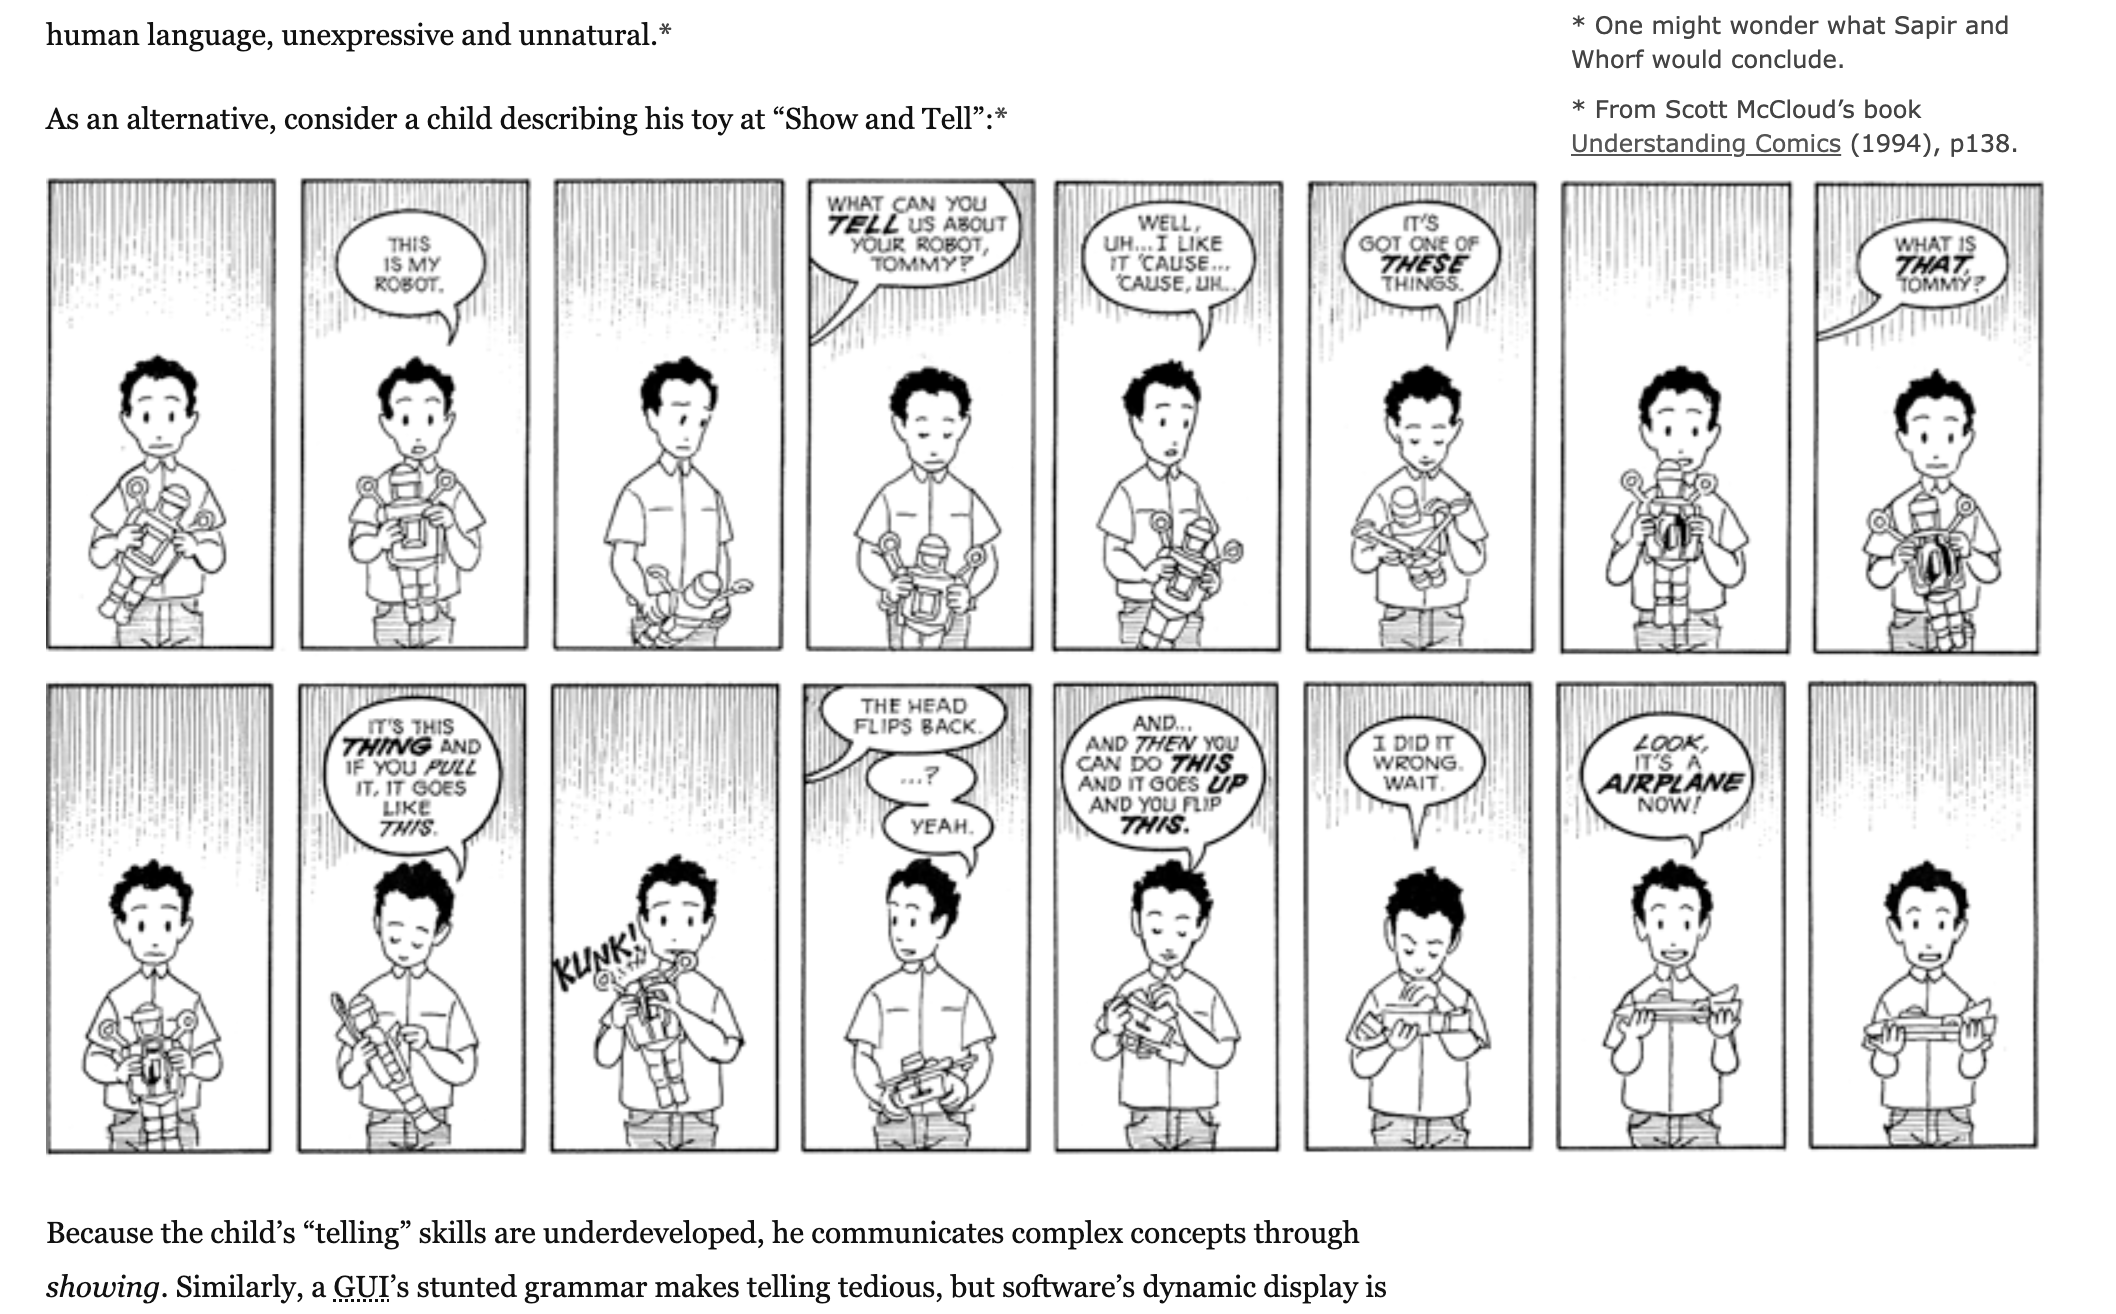 human language, unexpressive and unnatural.*
* One might wonder what Sapir and
Whorf would conclude.
As an alternative, consider a child describing his toy at “Show and Tell”:*
* From Scott McCloud’s book
Understanding Comics (1994), p138.
THIS
IS MY
ROBOT.
WHAT CAN YOU
TELL US ABOUT
YOUR ROBOT,
TOMMY?
WELL,
UH...I LIKE
IT 'CAUSE...
'CAUSE, UH...
IT'S
GOT ONE OF
THESE
THINGS.
WHAT IS
THAT,
TOMMY?
IT'S THIS
THING AND
IF YOU PULL
IT, IT GOES
LIKE
THIS.
KLINK!
THE HEAD
FLIPS BACK.
...?
YEAH.
AND...
AND THEN YOU
CAN DO THIS
AND IT GOES UP
AND YOU FLIP
THIS.
I DID IT
WRONG.
WAIT.
LOOK,
IT'S A
AIRPLANE
NOW!
Because the child’s “telling” skills are underdeveloped, he communicates complex concepts through
showing. Similarly, a GUI’s stunted grammar makes telling tedious, but software’s dynamic display is